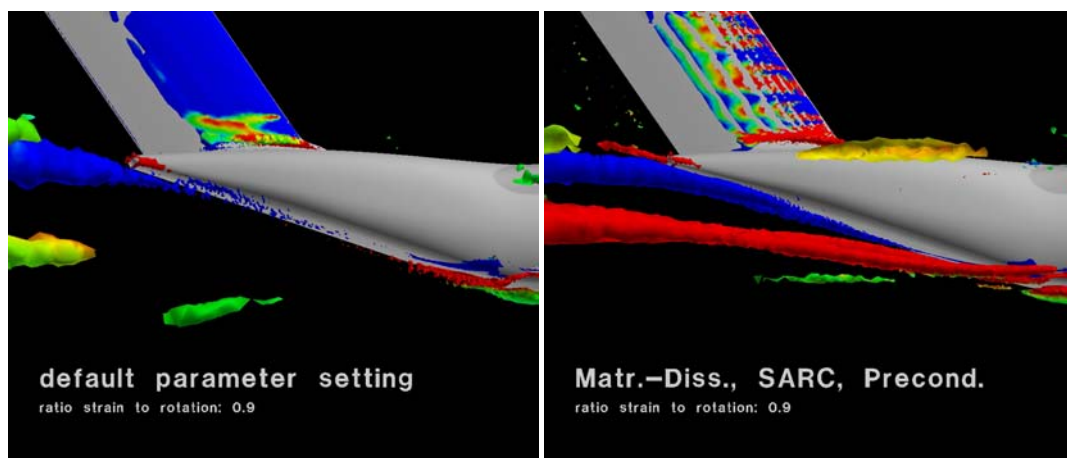 default parameter setting
ratio strain to rotation: 0.9
Matr.–Diss., SARC, Precond.
ratio strain to rotation: 0.9